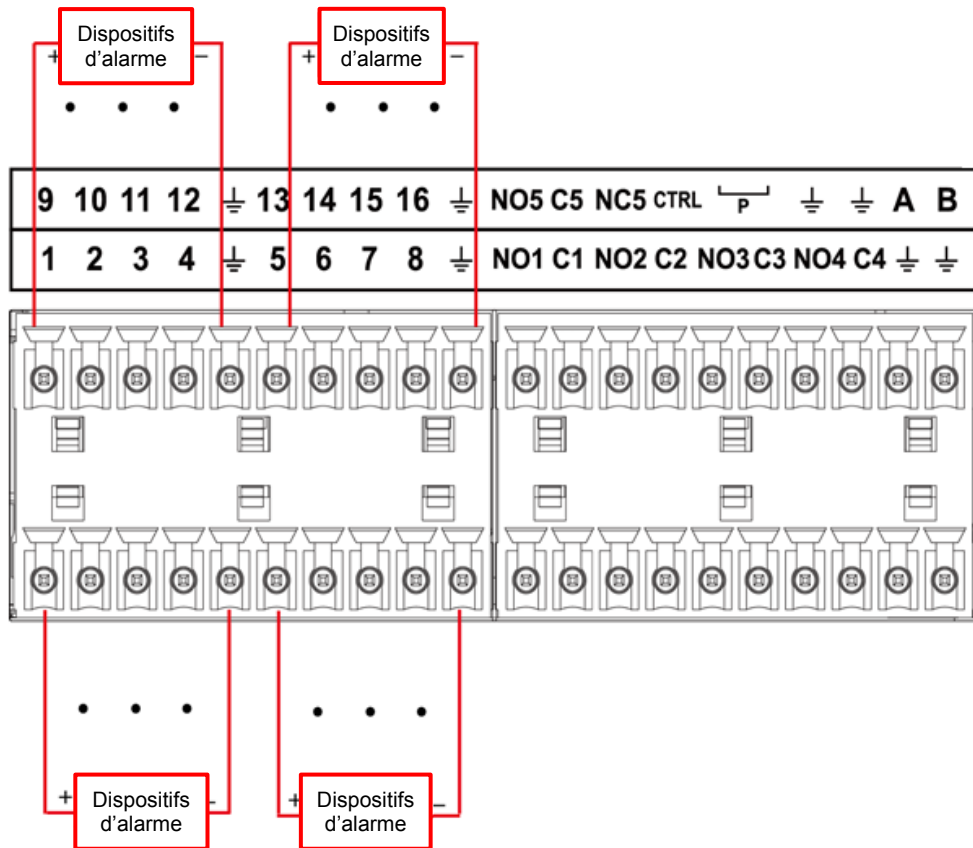 Dispositifs
d'alarme
Dispositifs
d'alarme
+ − + −
9 10 11 12 ⏚ 13 14 15 16 ⏚ NO5 C5 NC5 CTRL P ⏚ ⏚ A B
1 2 3 4 ⏚ 5 6 7 8 ⏚ NO1 C1 NO2 C2 NO3 C3 NO4 C4 ⏚ ⏚
+ - + −
Dispositifs
d'alarme
Dispositifs
d'alarme